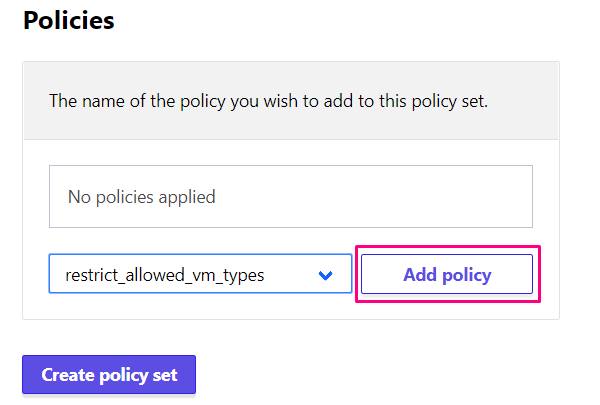 Policies
The name of the policy you wish to add to this policy set.
No policies applied
restrict_allowed_vm_types
Add policy
Create policy set